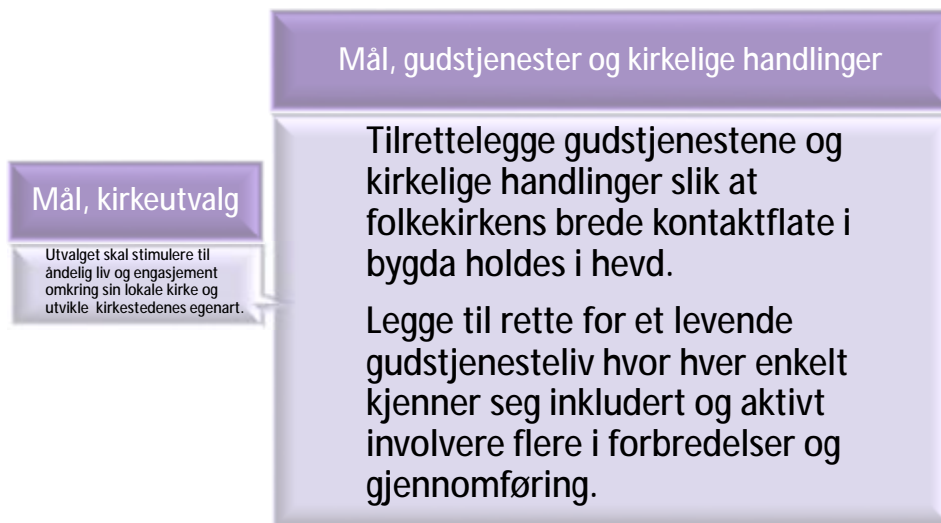 Mål, kirkeutvalg
Utvalget skal stimulere til
åndelig liv og engasjement
omkring sin lokale kirke og
utvikle kirkestedenes egenart.
Mål, gudstjenester og kirkelige handlinger
Tilrettelegge gudstjenestene og
kirkelige handlinger slik at
folkekirkens brede kontaktflate i
bygda holdes i hevd.
Legge til rette for et levende
gudstjenesteliv hvor hver enkelt
kjenner seg inkludert og aktivt
involvere flere i forbredelser og
gjennomføring.